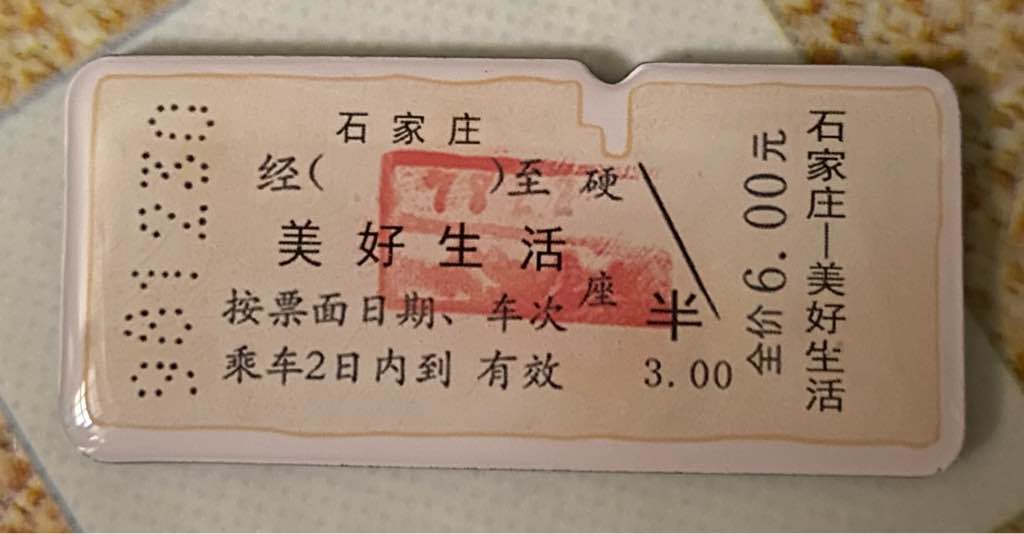 石家庄
经( )至 硬
美好生活
座
按票面日期、车次 半
乘车2日内到 有效 3.00
全价6.00元
石家庄—美好生活